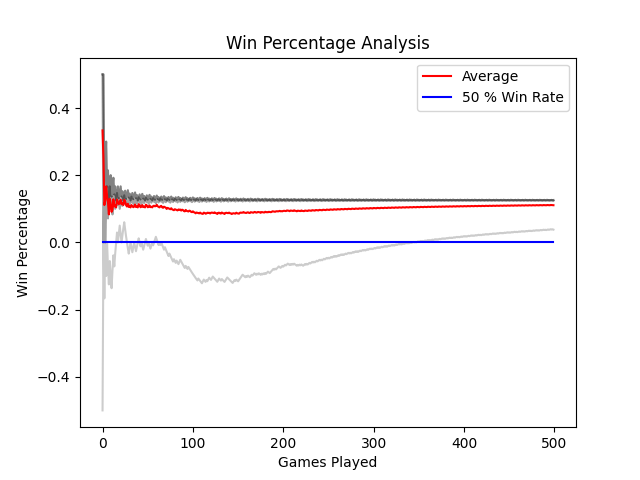 Win Percentage Analysis
Average
50 % Win Rate
0.4
0.2
0.0
−0.2
−0.4
Win Percentage
0
100
200
300
400
500
Games Played